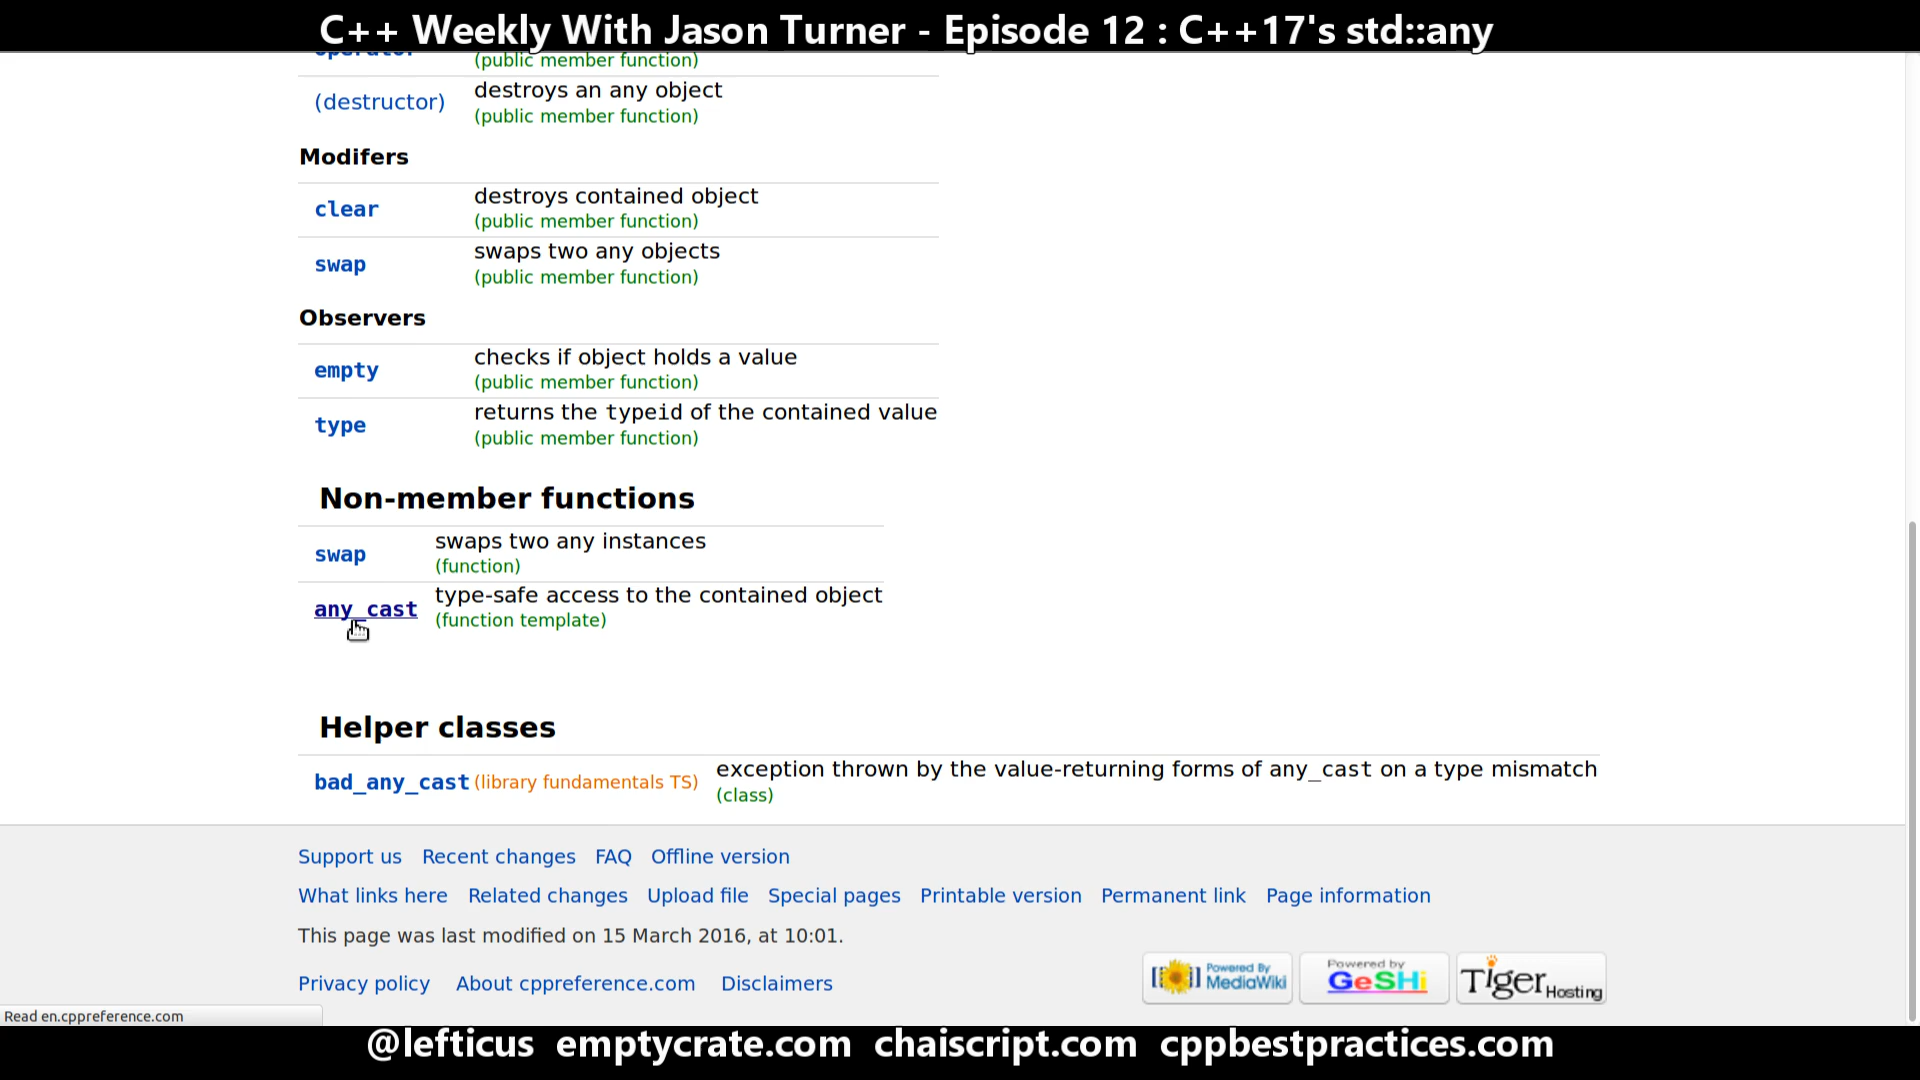 C++ Weekly With Jason Turner - Episode 12 : C++17's std::any
operator
(public member function)
(destructor)
destroys an any object
(public member function)
Modifers
clear
destroys contained object
(public member function)
swap
swaps two any objects
(public member function)
Observers
empty
checks if object holds a value
(public member function)
type
returns the typeid of the contained value
(public member function)
Non-member functions
swap
swaps two any instances
(function)
any_cast
type-safe access to the contained object
(function template)
Helper classes
bad_any_cast (library fundamentals TS)
exception thrown by the value-returning forms of any_cast on a type mismatch
(class)
Support us Recent changes FAQ Offline version
What links here Related changes Upload file Special pages Printable version Permanent link Page information
This page was last modified on 15 March 2016, at 10:01.
Privacy policy About cppreference.com Disclaimers
Powered By
MediaWiki
Powered by
GeSHi
Tiger Hosting
Read en.cppreference.com
@lefticus emptycrate.com chaiscript.com cppbestpractices.com